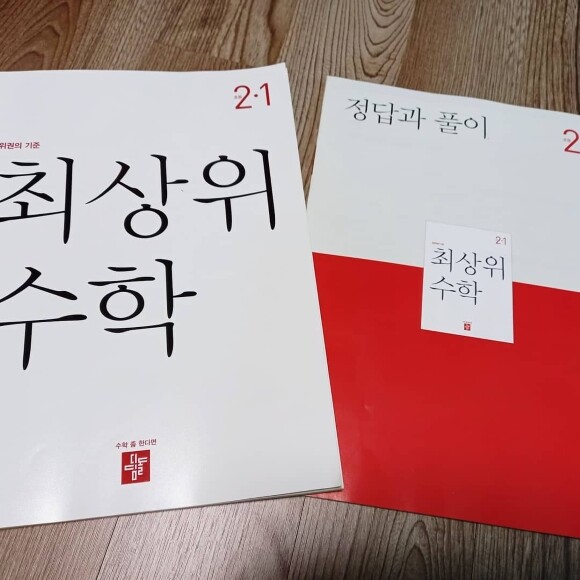 2·1
위권의 기준
최상위
수학
수학 좀 한다면
디딤돌
정답과 풀이
2
2·1
최상위
수학